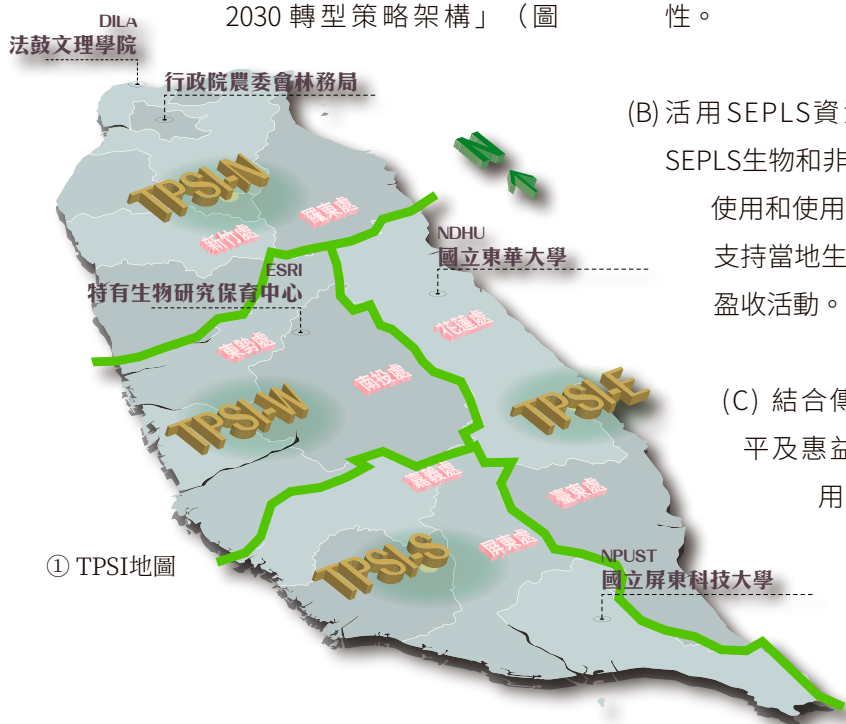 2030 轉型策略架構」（圖
性。
DILA
法鼓文理學院
行政院農委會林務局
(B) 活用SEPLS資
SEPLS生物和非
使用和使用
支持當地生
盈收活動。
N
TPSI-N
羅東處
新竹處
NDHU
國立東華大學
ESRI
特有生物研究保育中心
花蓮處
東勢處
南投處
TPSI-E
TPSI-W
(C) 結合傳
平及惠益
用
嘉義處
臺東處
屏東處
TPSI-S
① TPSI地圖
NPUST
國立屏東科技大學